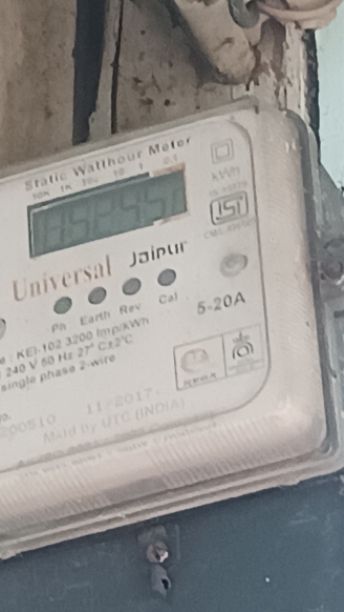 Static Watthour Meter
10K 1K 100 10 1 0.1
kWh
ISI
Universal Jaipur
Ph Earth Rev Cal
5-20A
: KEI-102 3200 Imp/kWh
240 V 50 Hz 27° C±2°C
single phase 2-wire
200510 11/2017
Mafd By UTC (INDIA)